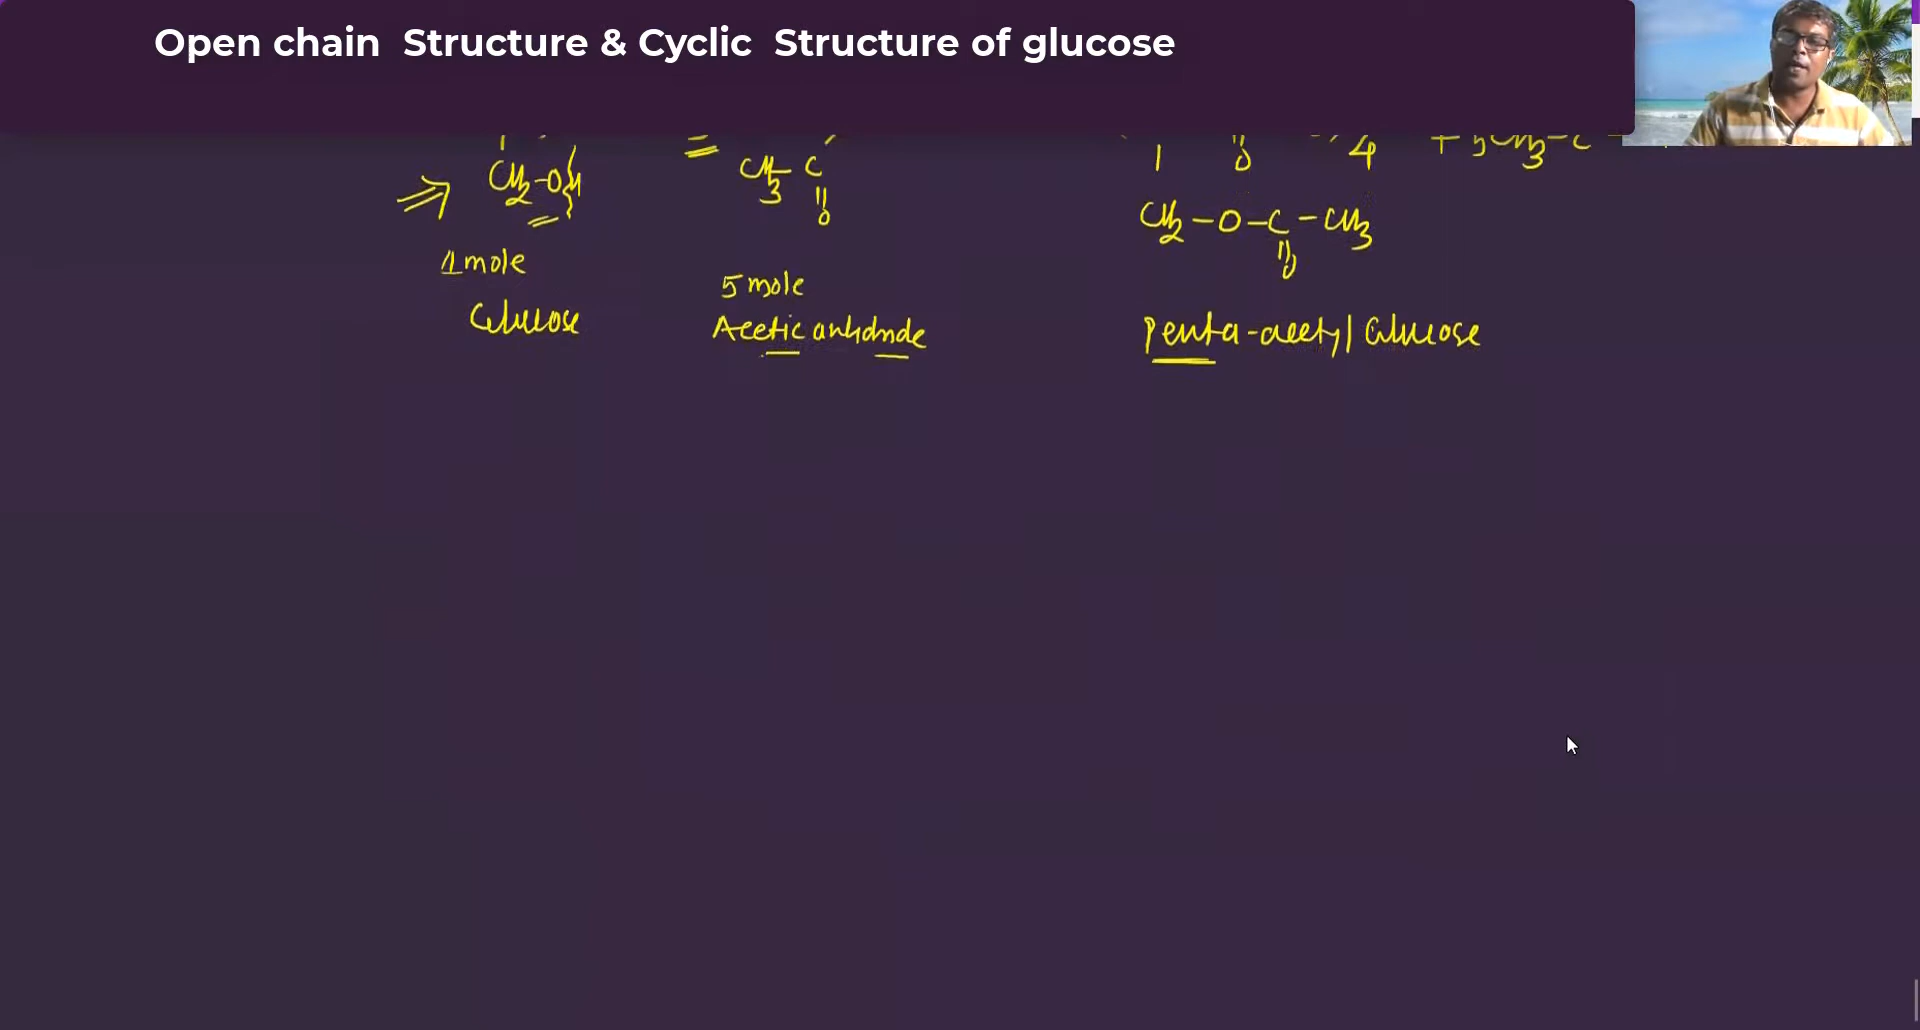 Open chain Structure & Cyclic Structure of glucose
CH2-OH
CH3 C
O
4
CH2-O-C-CH3
O
1 mole
Glucose
5 mole
Acetic anhydride
Penta-acetyl Glucose